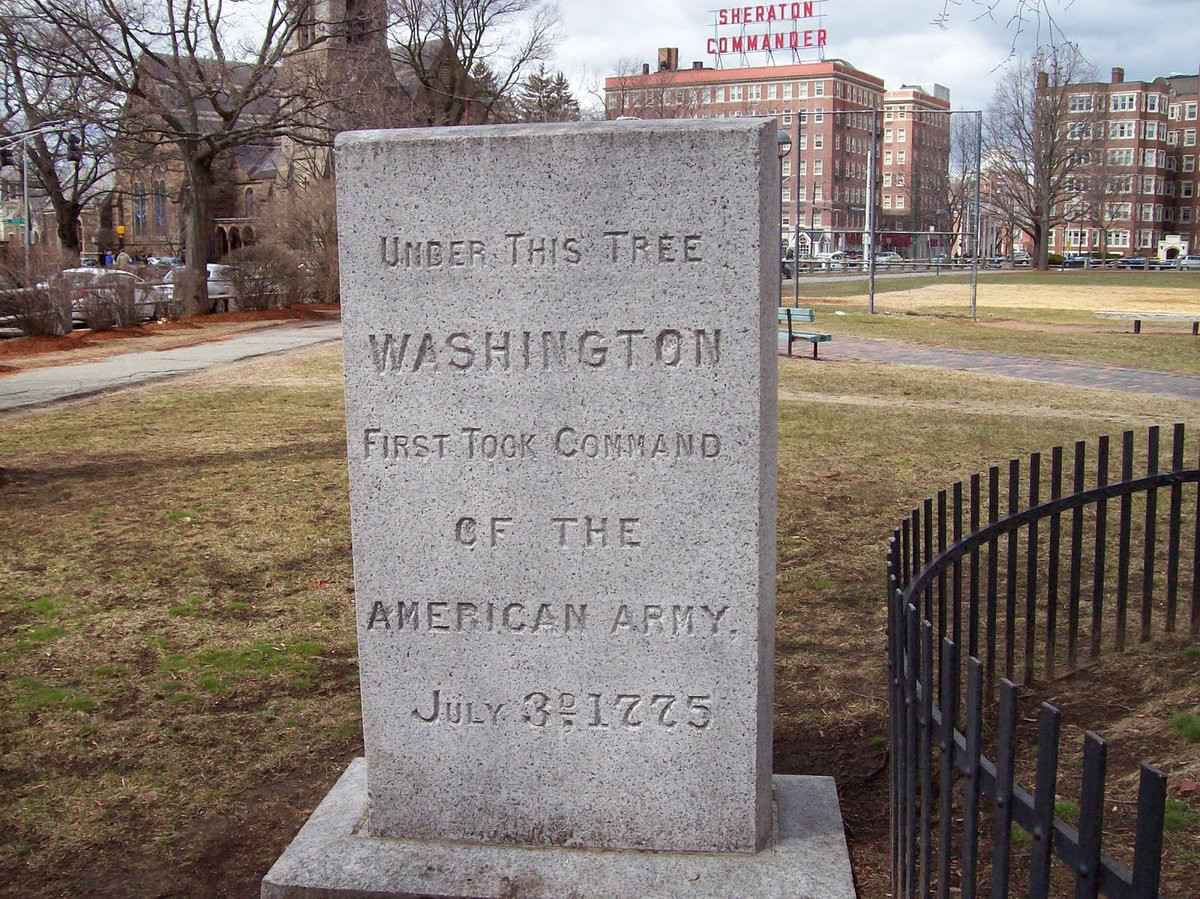 SHERATON
COMMANDER
UNDER THIS TREE
WASHINGTON
FIRST TOOK COMMAND
OF THE
AMERICAN ARMY,
JULY 3D. 1775